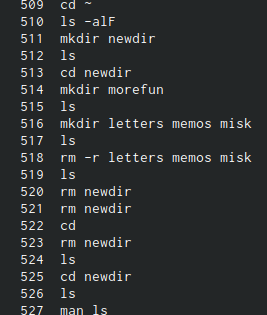 509 cd ~
510 ls -alF
511 mkdir newdir
512 ls
513 cd newdir
514 mkdir morefun
515 ls
516 mkdir letters memos misk
517 ls
518 rm -r letters memos misk
519 ls
520 rm newdir
521 rm newdir
522 cd
523 rm newdir
524 ls
525 cd newdir
526 ls
527 man ls